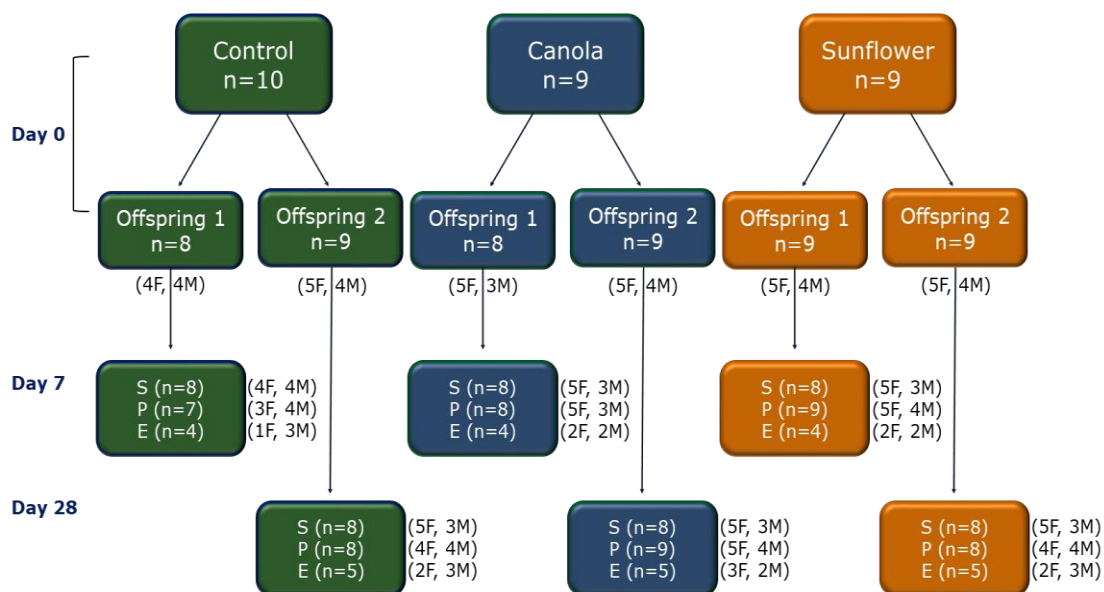 Control
n=10
Canola
n=9
Sunflower
n=9
Day 0
Offspring 1
n=8
Offspring 2
n=9
Offspring 1
n=8
Offspring 2
n=9
Offspring 1
n=9
Offspring 2
n=9
(4F, 4M)
(5F, 4M)
(5F, 3M)
(5F, 4M)
(5F, 4M)
(5F, 4M)
Day 7
S (n=8) (4F, 4M)
P (n=7) (3F, 4M)
E (n=4) (1F, 3M)
S (n=8) (5F, 3M)
P (n=8) (5F, 3M)
E (n=4) (2F, 2M)
S (n=8) (5F, 3M)
P (n=9) (5F, 4M)
E (n=4) (2F, 2M)
Day 28
S (n=8) (5F, 3M)
P (n=8) (4F, 4M)
E (n=5) (2F, 3M)
S (n=8) (5F, 3M)
P (n=9) (5F, 4M)
E (n=5) (3F, 2M)
S (n=8) (5F, 3M)
P (n=8) (4F, 4M)
E (n=5) (2F, 3M)